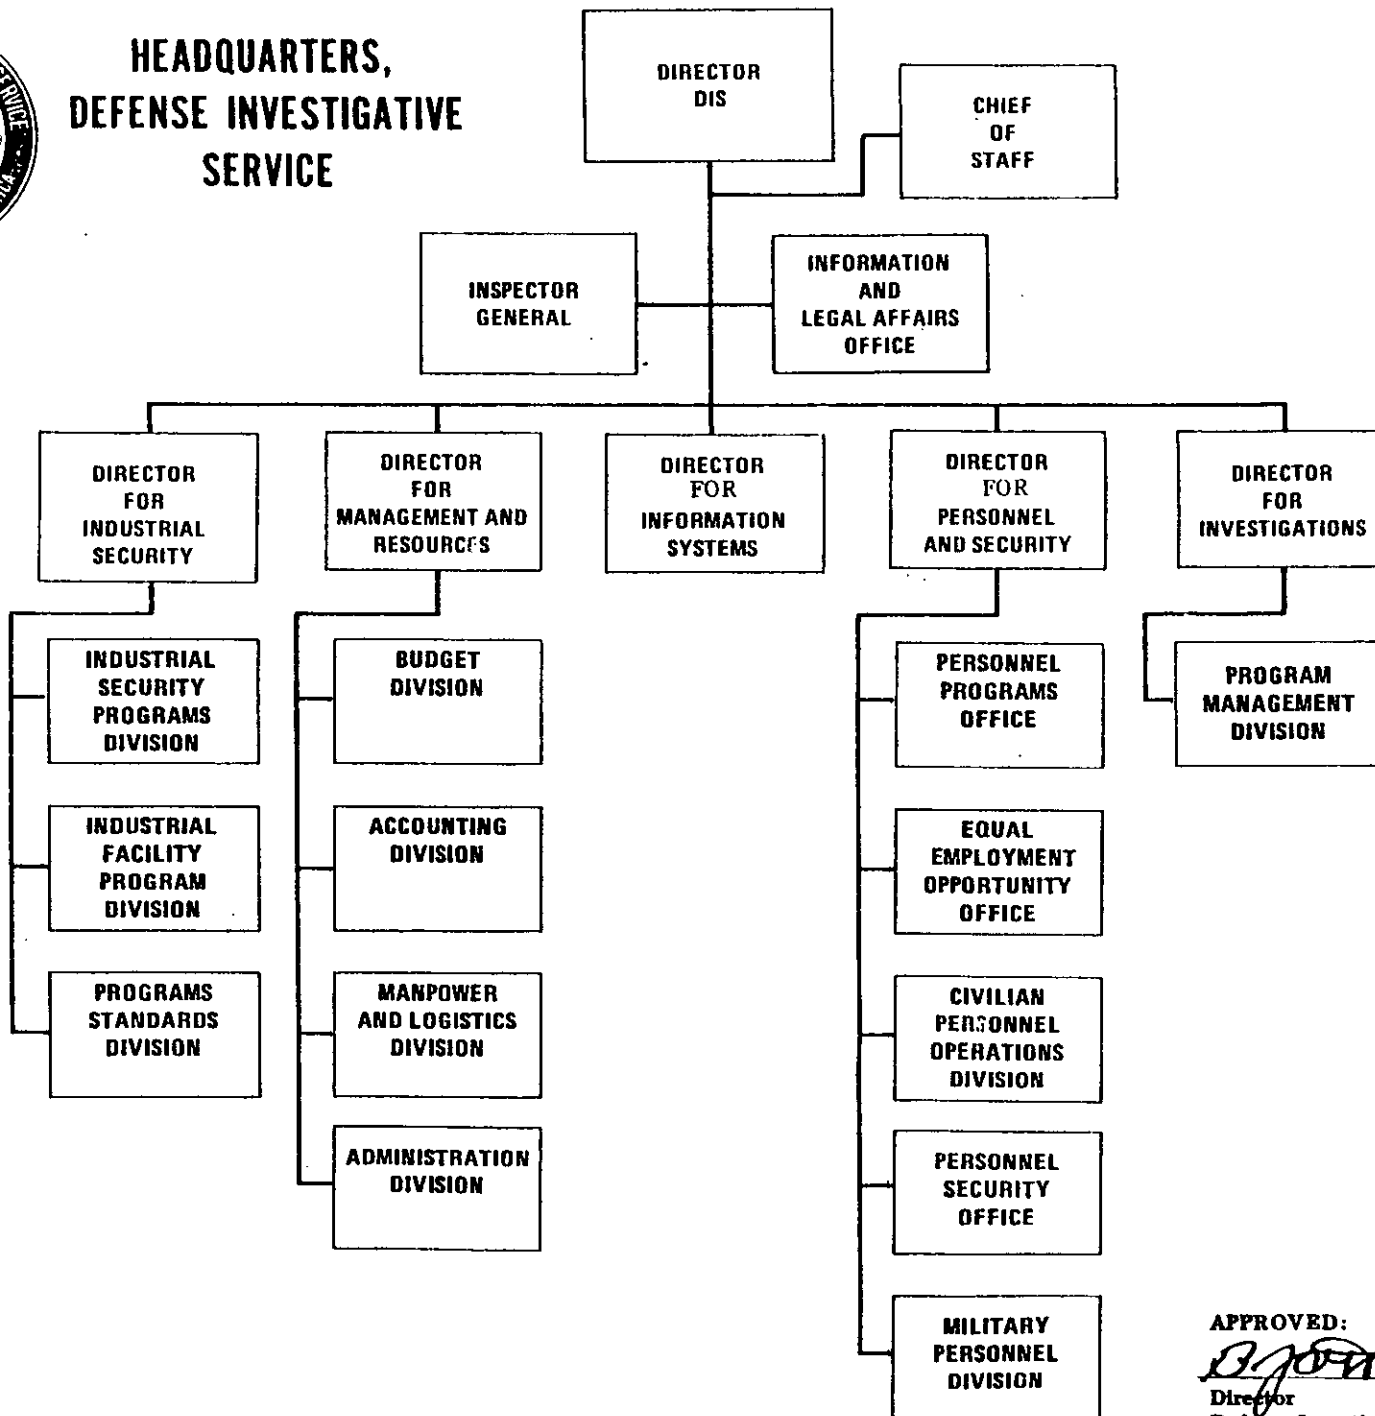 SERVICE
HEADQUARTERS,
DEFENSE INVESTIGATIVE
SERVICE
DIRECTOR
DIS
CHIEF
OF
STAFF
INSPECTOR
GENERAL
INFORMATION
AND
LEGAL AFFAIRS
OFFICE
DIRECTOR
FOR
INDUSTRIAL
SECURITY
DIRECTOR
FOR
MANAGEMENT AND
RESOURCES
DIRECTOR
FOR
INFORMATION
SYSTEMS
DIRECTOR
FOR
PERSONNEL
AND SECURITY
DIRECTOR
FOR
INVESTIGATIONS
INDUSTRIAL
SECURITY
PROGRAMS
DIVISION
INDUSTRIAL
FACILITY
PROGRAM
DIVISION
PROGRAMS
STANDARDS
DIVISION
BUDGET
DIVISION
ACCOUNTING
DIVISION
MANPOWER
AND LOGISTICS
DIVISION
ADMINISTRATION
DIVISION
PERSONNEL
PROGRAMS
OFFICE
EQUAL
EMPLOYMENT
OPPORTUNITY
OFFICE
CIVILIAN
PERSONNEL
OPERATIONS
DIVISION
PERSONNEL
SECURITY
OFFICE
MILITARY
PERSONNEL
DIVISION
PROGRAM
MANAGEMENT
DIVISION
APPROVED:
Director